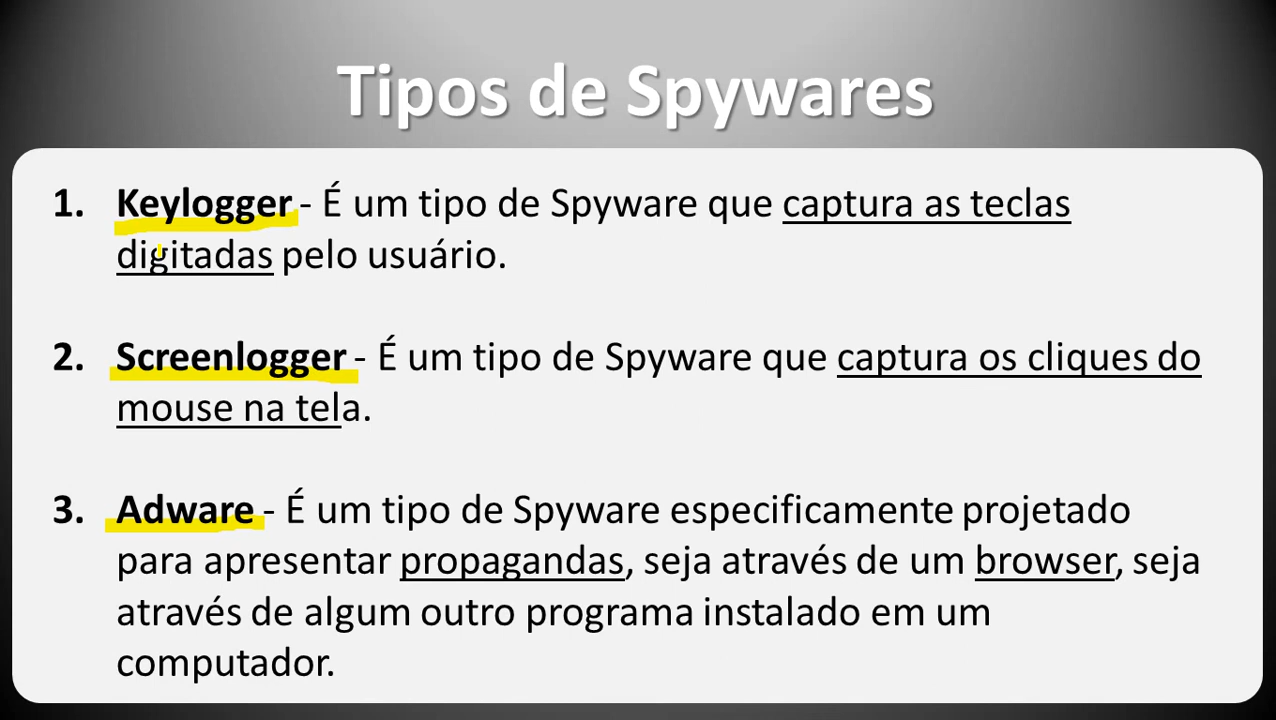 Tipos de Spywares
1. Keylogger - É um tipo de Spyware que captura as teclas
digitadas pelo usuário.
2. Screenlogger - É um tipo de Spyware que captura os cliques do
mouse na tela.
3. Adware - É um tipo de Spyware especificamente projetado
para apresentar propagandas, seja através de um browser, seja
através de algum outro programa instalado em um
computador.